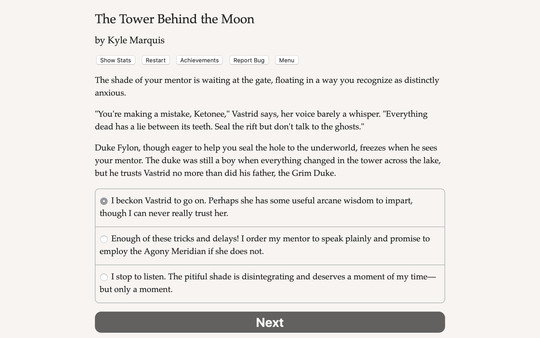 The Tower Behind the Moon
by Kyle Marquis
Show Stats Restart Achievements Report Bug Menu
The shade of your mentor is waiting at the gate, floating in a way you recognize as distinctly
anxious.
"You're making a mistake, Ketonee," Vastrid says, her voice barely a whisper. "Everything
dead has a lie between its teeth. Seal the rift but don't talk to the ghosts."
Duke Fylon, though eager to help you seal the hole to the underworld, freezes when he sees
your mentor. The duke was still a boy when everything changed in the tower across the lake,
but he trusts Vastrid no more than did his father, the Grim Duke.
I beckon Vastrid to go on. Perhaps she has some useful arcane wisdom to impart,
though I can never really trust her.
Enough of these tricks and delays! I order my mentor to speak plainly and promise to
employ the Agony Meridian if she does not.
I stop to listen. The pitiful shade is disintegrating and deserves a moment of my time—
but only a moment.
Next